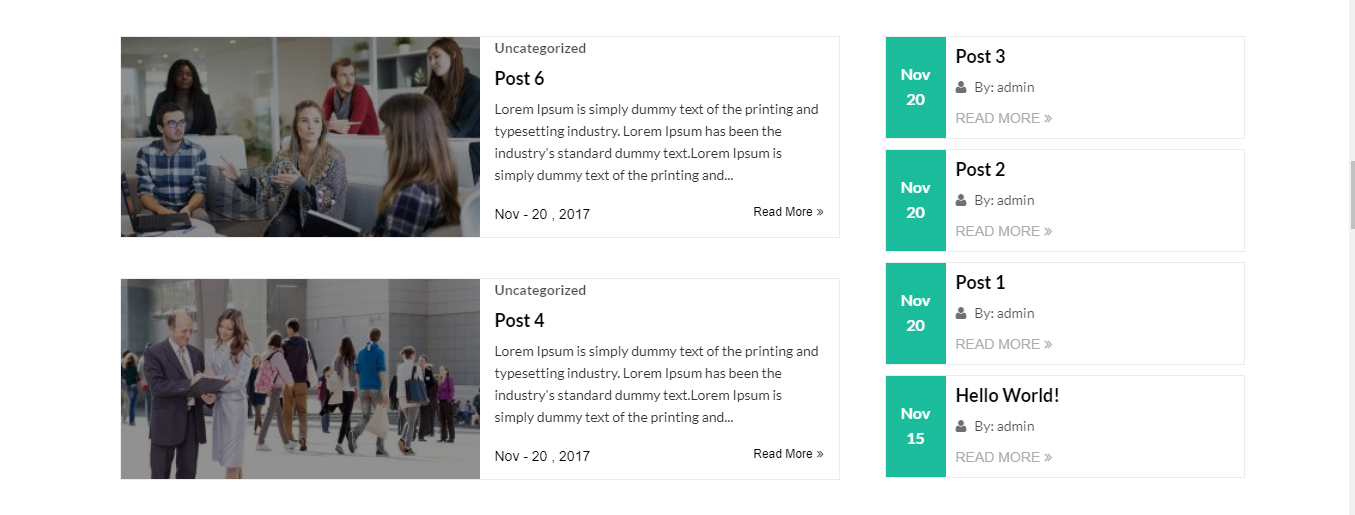 Uncategorized
Post 6
Lorem Ipsum is simply dummy text of the printing and
typesetting industry. Lorem Ipsum has been the
industry's standard dummy text.Lorem Ipsum is
simply dummy text of the printing and...
Nov - 20 , 2017
Read More »
Uncategorized
Post 4
Lorem Ipsum is simply dummy text of the printing and
typesetting industry. Lorem Ipsum has been the
industry's standard dummy text.Lorem Ipsum is
simply dummy text of the printing and...
Nov - 20 , 2017
Read More »
Nov
20
Post 3
By: admin
READ MORE »
Nov
20
Post 2
By: admin
READ MORE »
Nov
20
Post 1
By: admin
READ MORE »
Nov
15
Hello World!
By: admin
READ MORE »